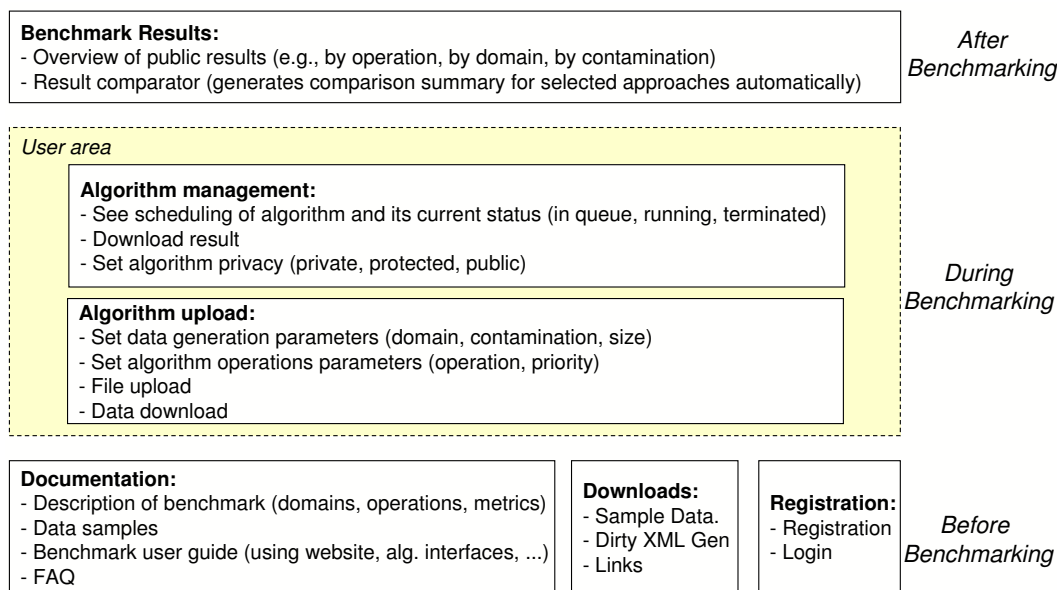 Benchmark Results:
- Overview of public results (e.g., by operation, by domain, by contamination)
- Result comparator (generates comparison summary for selected approaches automatically)
After
Benchmarking
User area
Algorithm management:
- See scheduling of algorithm and its current status (in queue, running, terminated)
- Download result
- Set algorithm privacy (private, protected, public)
Algorithm upload:
- Set data generation parameters (domain, contamination, size)
- Set algorithm operations parameters (operation, priority)
- File upload
- Data download
During
Benchmarking
Documentation:
- Description of benchmark (domains, operations, metrics)
- Data samples
- Benchmark user guide (using website, alg. interfaces, ...)
- FAQ
Downloads:
- Sample Data.
- Dirty XML Gen
- Links
Registration:
- Registration
- Login
Before
Benchmarking